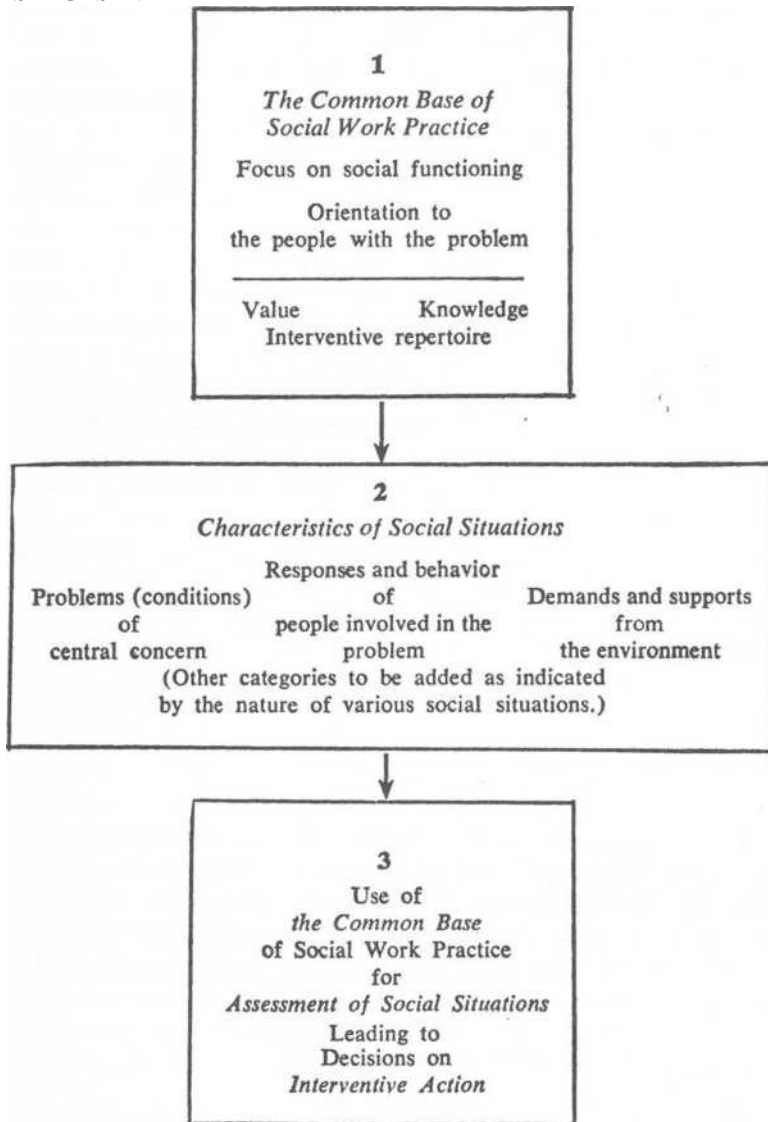 1
The Common Base of
Social Work Practice
Focus on social functioning
Orientation to
the people with the problem
Value Knowledge
Interventive repertoire
2
Characteristics of Social Situations
Problems (conditions)
of
central concern
Responses and behavior
of
people involved in the
problem
Demands and supports
from
the environment
(Other categories to be added as indicated
by the nature of various social situations.)
3
Use of
the Common Base
of Social Work Practice
for
Assessment of Social Situations
Leading to
Decisions on
Interventive Action